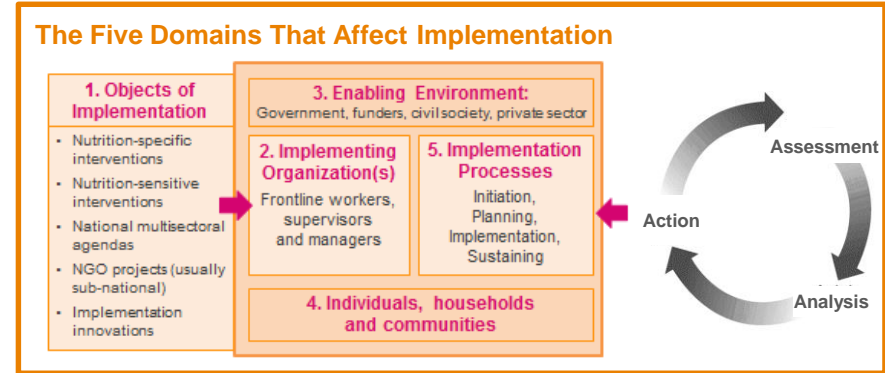 The Five Domains That Affect Implementation
1. Objects of
Implementation
• Nutrition-specific
interventions
• Nutrition-sensitive
interventions
• National multisectoral
agendas
• NGO projects (usually
sub-national)
• Implementation
innovations
3. Enabling Environment:
Government, funders, civil society, private sector
2. Implementing
Organization(s)
Frontline workers,
supervisors
and managers
5. Implementation
Processes
Initiation,
Planning,
Implementation,
Sustaining
4. Individuals, households
and communities
Assessment
Action
Analysis